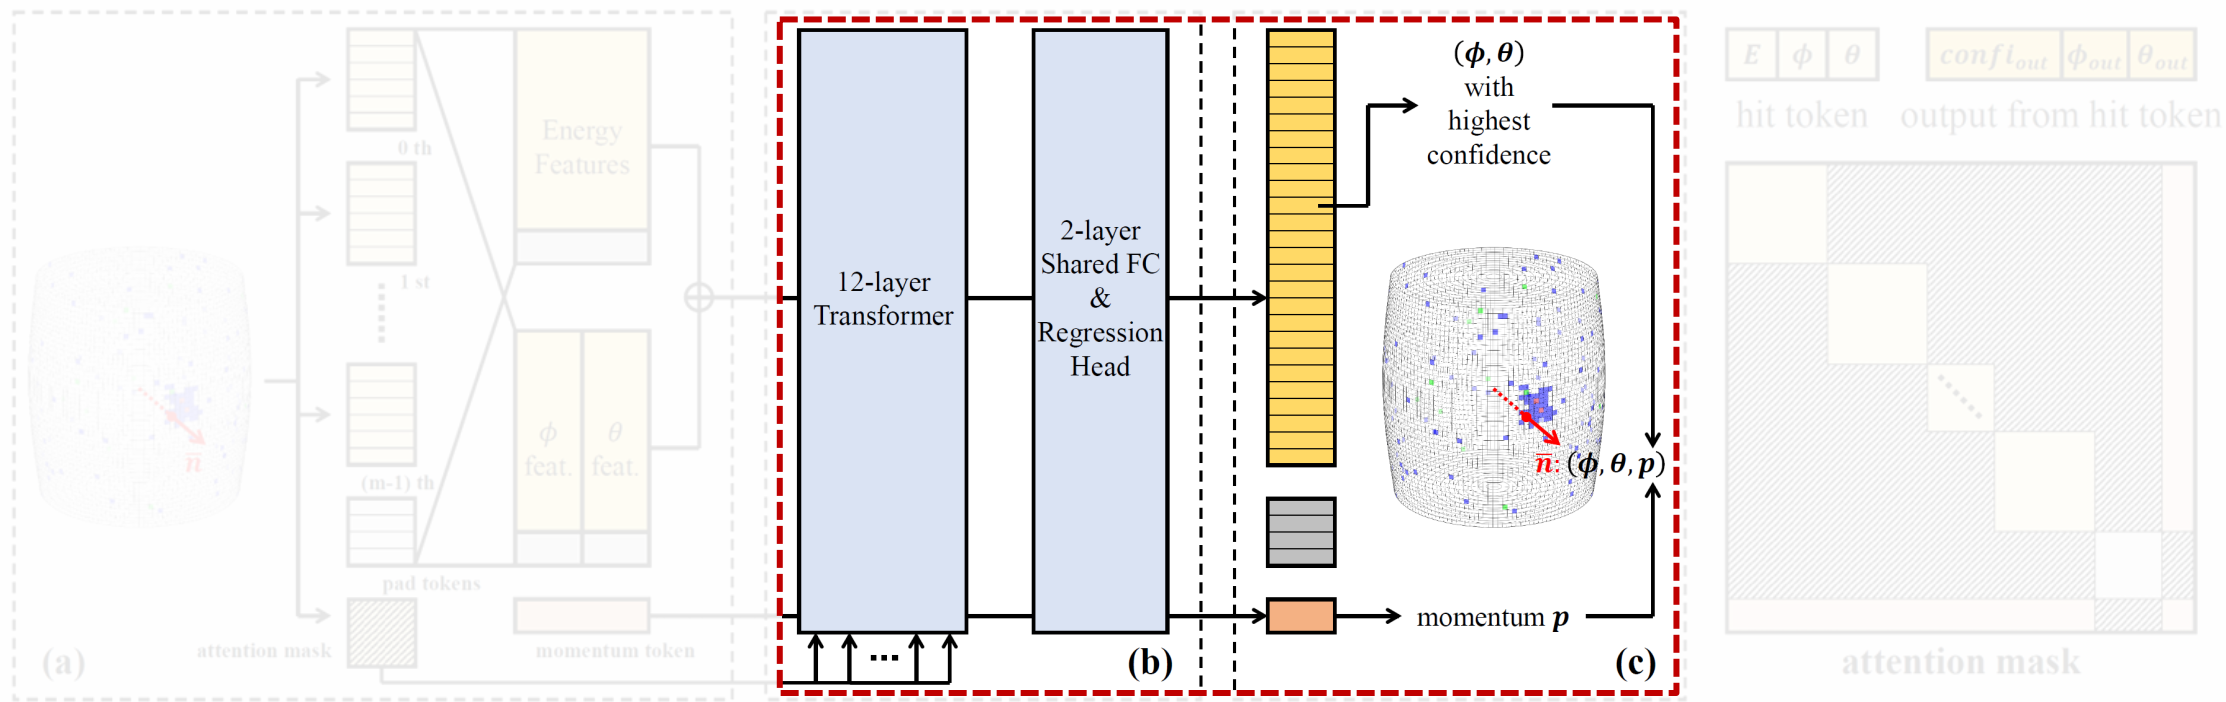 0 th
1 st
(m-1) th
pad tokens
attention mask
(a)
Energy
Features
ϕ
feat.
θ
feat.
momentum token
n̅
12-layer
Transformer
2-layer
Shared FC
&
Regression
Head
(b)
(ϕ, θ)
with
highest
confidence
n̅: (ϕ, θ, p)
momentum p
(c)
E ϕ θ
hit token
confi_out ϕ_out θ_out
output from hit token
attention mask